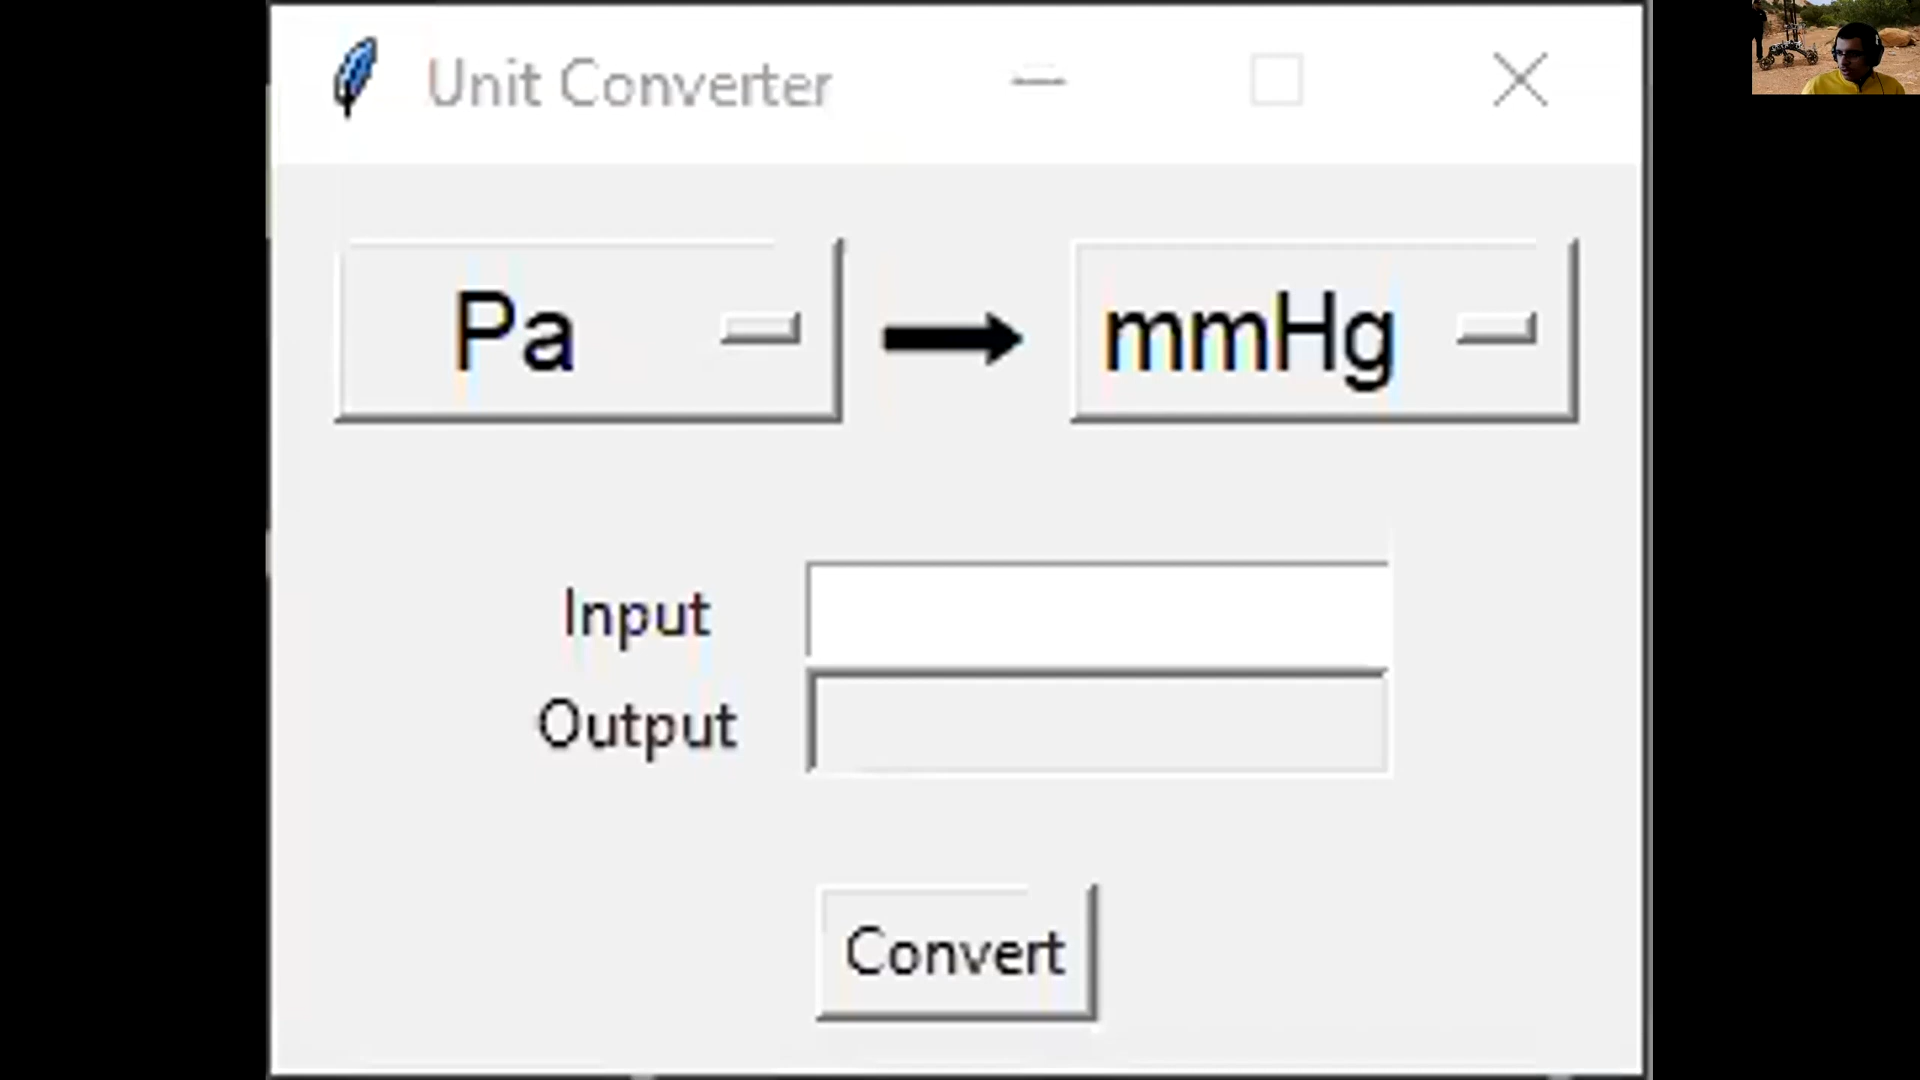 Unit Converter
Pa mmHg
Input
Output
Convert